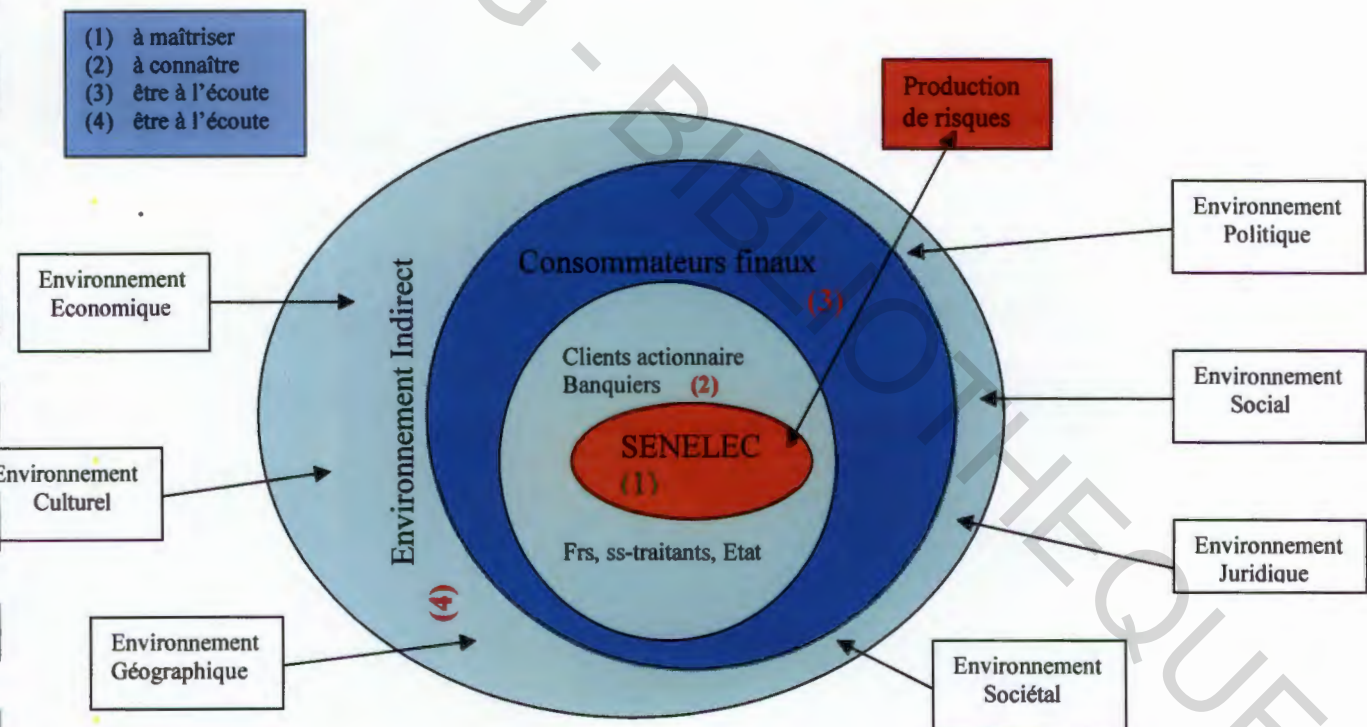 (1) à maîtriser
(2) à connaître
(3) être à l'écoute
(4) être à l'écoute
Production
de risques
Environnement
Politique
Environnement
Economique
Consommateurs finaux
(3)
Environnement Indirect
(4)
Clients actionnaire
Banquiers (2)
SENELEC
(1)
Frs, ss-traitants, Etat
Environnement
Social
Environnement
Culturel
Environnement
Juridique
Environnement
Géographique
Environnement
Sociétal
- BIBLIOTHEQUE